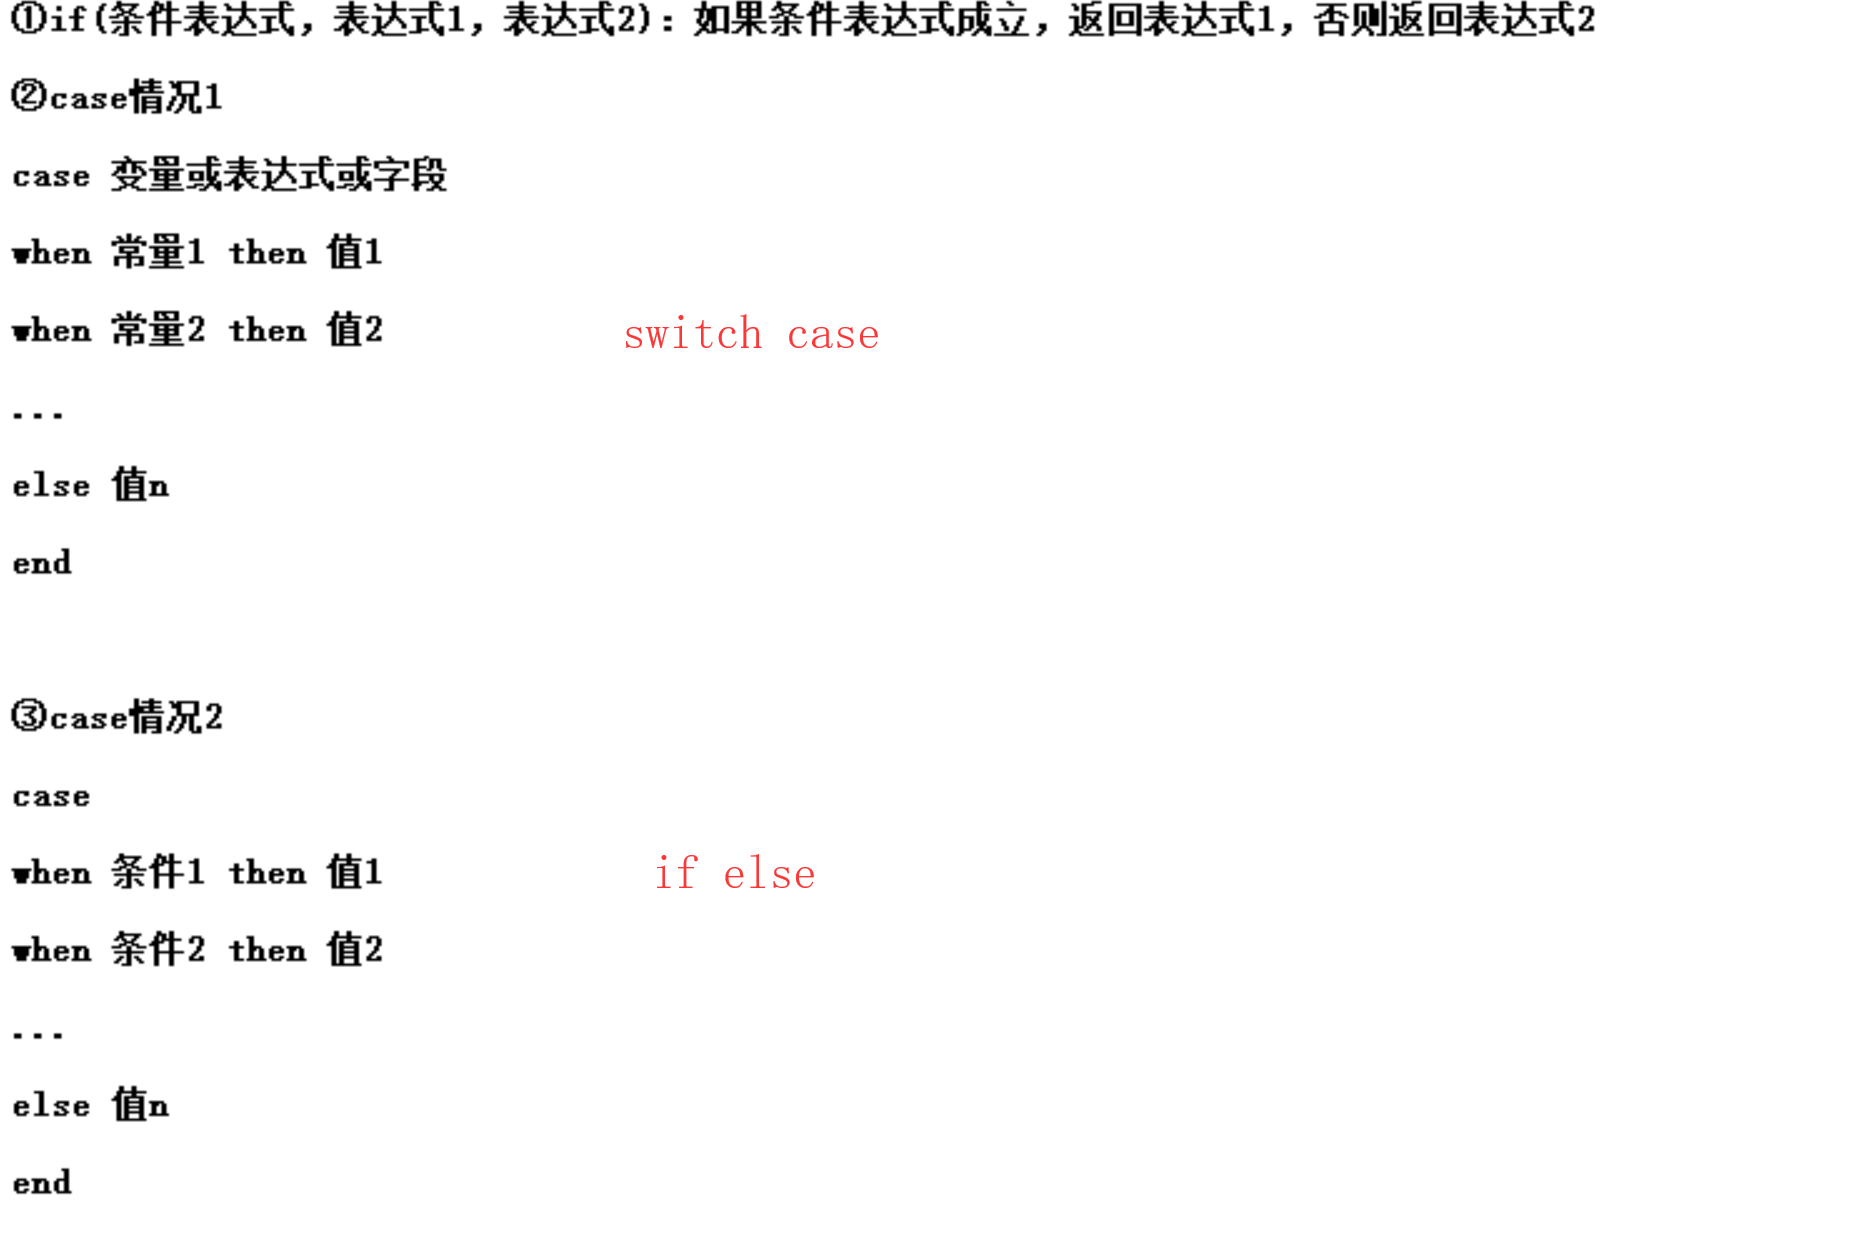 ①if(条件表达式，表达式1，表达式2)：如果条件表达式成立，返回表达式1，否则返回表达式2
②case情况1
case 变量或表达式或字段
when 常量1 then 值1
when 常量2 then 值2
switch case
...
else 值n
end
③case情况2
case
when 条件1 then 值1
if else
when 条件2 then 值2
...
else 值n
end